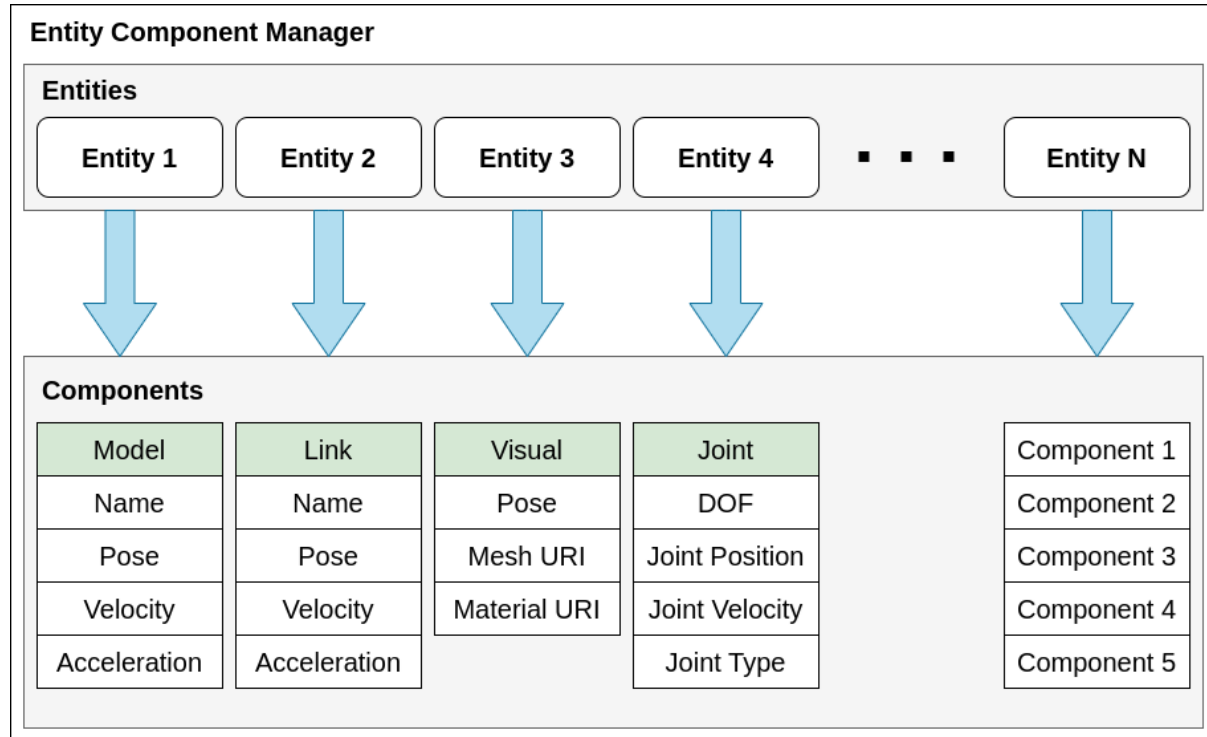 Entity Component Manager
Entities
Entity 1
Entity 2
Entity 3
Entity 4
Entity N
Components
Model
Name
Pose
Velocity
Acceleration
Link
Name
Pose
Velocity
Acceleration
Visual
Pose
Mesh URI
Material URI
Joint
DOF
Joint Position
Joint Velocity
Joint Type
Component 1
Component 2
Component 3
Component 4
Component 5